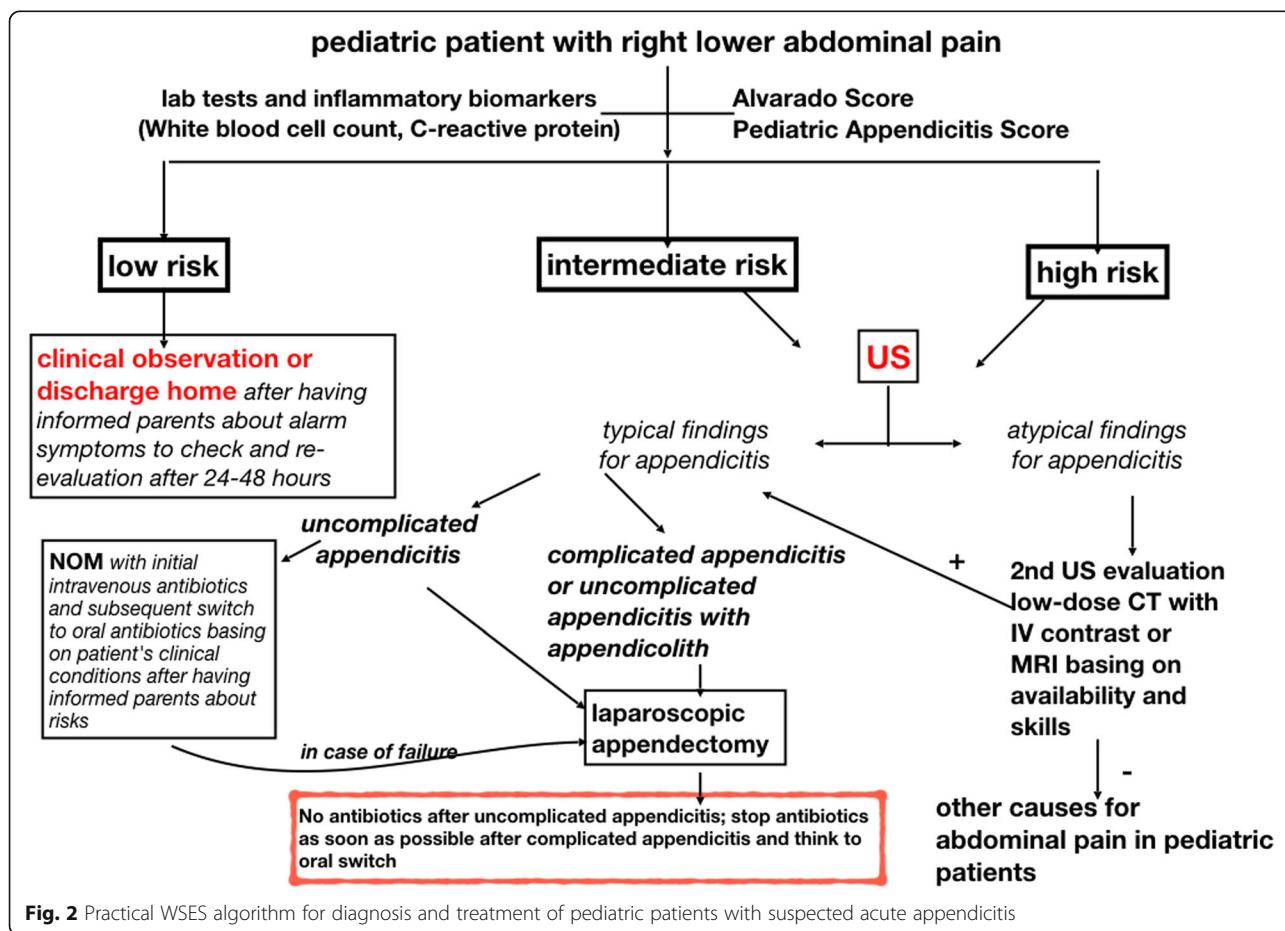 pediatric patient with right lower abdominal pain
lab tests and inflammatory biomarkers
(White blood cell count, C-reactive protein)
Alvarado Score
Pediatric Appendicitis Score
low risk
intermediate risk
high risk
clinical observation or
discharge home after having
informed parents about alarm
symptoms to check and re-
evaluation after 24-48 hours
US
typical findings
for appendicitis
atypical findings
for appendicitis
uncomplicated
appendicitis
complicated appendicitis
or uncomplicated
appendicitis with
appendicolith
NOM with initial
intravenous antibiotics
and subsequent switch
to oral antibiotics basing
on patient's clinical
conditions after having
informed parents about
risks
+
2nd US evaluation
low-dose CT with
IV contrast or
MRI basing on
availability and
skills
laparoscopic
appendectomy
in case of failure
-
No antibiotics after uncomplicated appendicitis; stop antibiotics
as soon as possible after complicated appendicitis and think to
oral switch
other causes for
abdominal pain in pediatric
patients
Fig. 2 Practical WSES algorithm for diagnosis and treatment of pediatric patients with suspected acute appendicitis